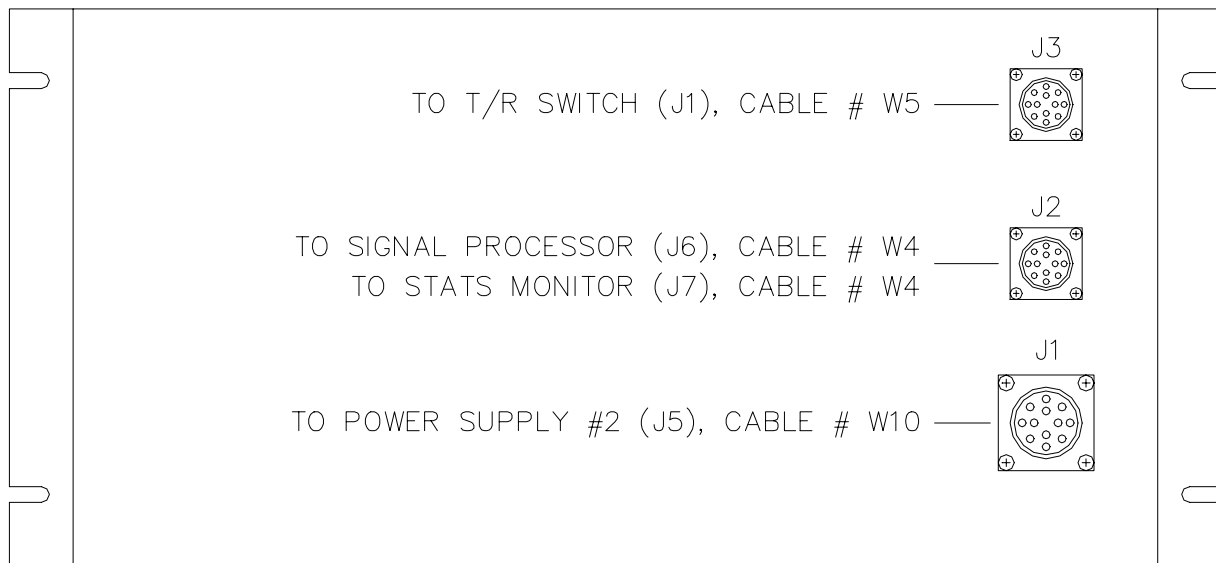 J3
TO T/R SWITCH (J1), CABLE # W5
J2
TO SIGNAL PROCESSOR (J6), CABLE # W4
TO STATS MONITOR (J7), CABLE # W4
J1
TO POWER SUPPLY #2 (J5), CABLE # W10